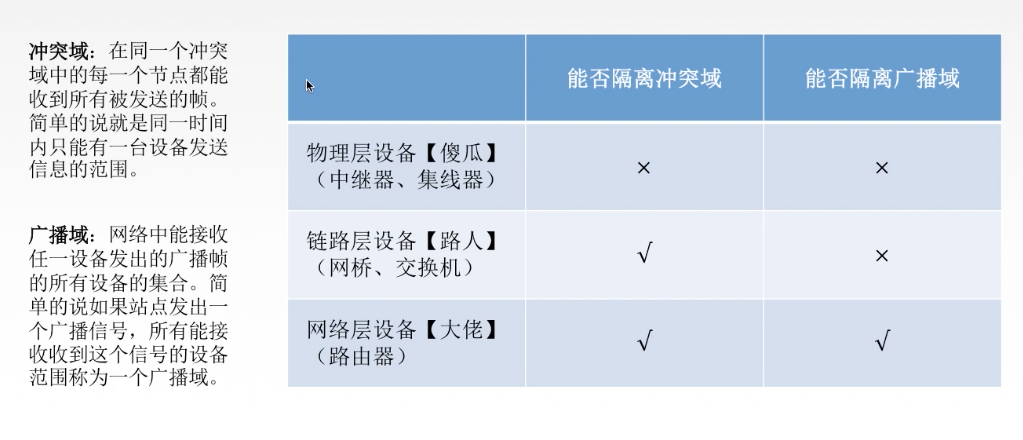 冲突域：在同一个冲突
域中的每一个节点都能
收到所有被发送的帧。
简单的说就是同一时间
内只能有一台设备发送
信息的范围。
广播域：网络中能接收
任一设备发出的广播帧
的所有设备的集合。简
单的说如果站点发出一
个广播信号，所有能接
收收到这个信号的设备
范围称为一个广播域。
能否隔离冲突域 能否隔离广播域
物理层设备【傻瓜】
（中继器、集线器）
× ×
链路层设备【路人】
（网桥、交换机）
√ ×
网络层设备【大佬】
（路由器）
√ √